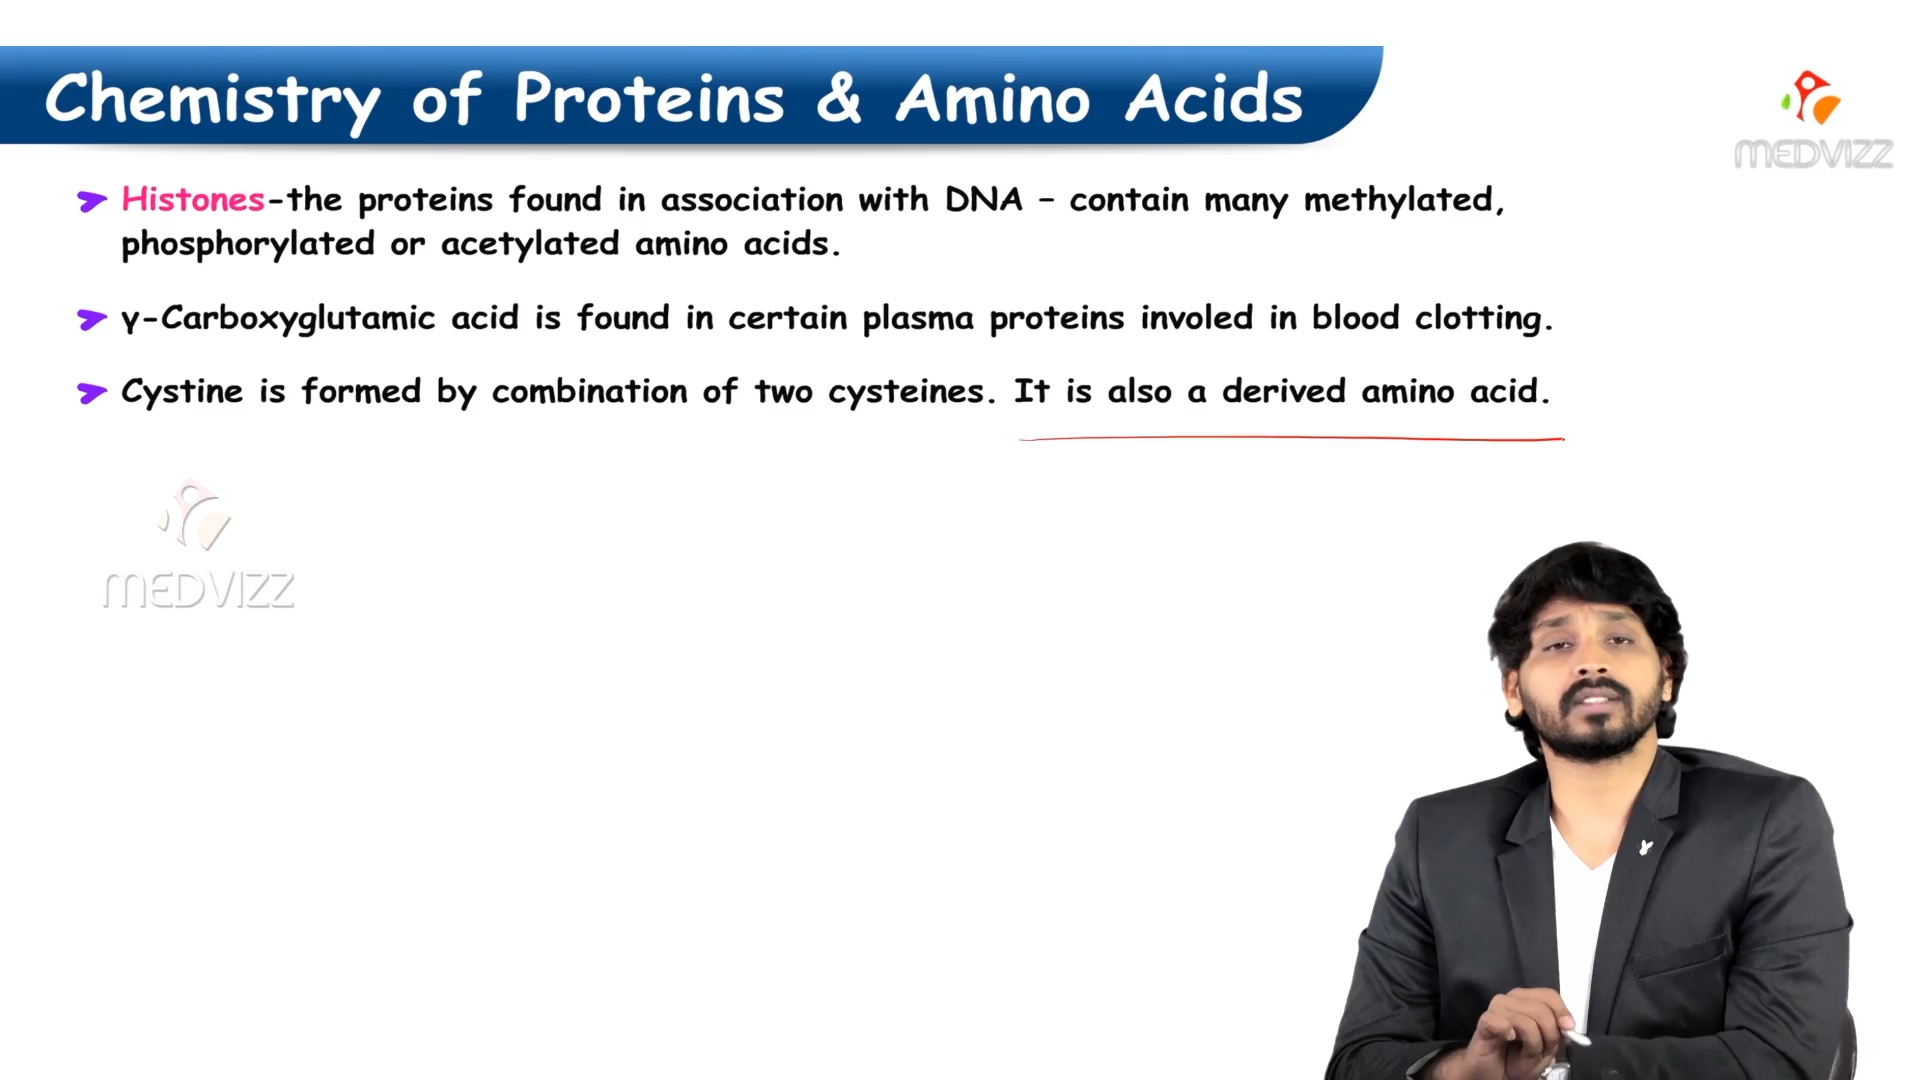 Chemistry of Proteins & Amino Acids
MEDVIZZ
Histones-the proteins found in association with DNA – contain many methylated,
phosphorylated or acetylated amino acids.
γ-Carboxyglutamic acid is found in certain plasma proteins involed in blood clotting.
Cystine is formed by combination of two cysteines. It is also a derived amino acid.
MEDVIZZ